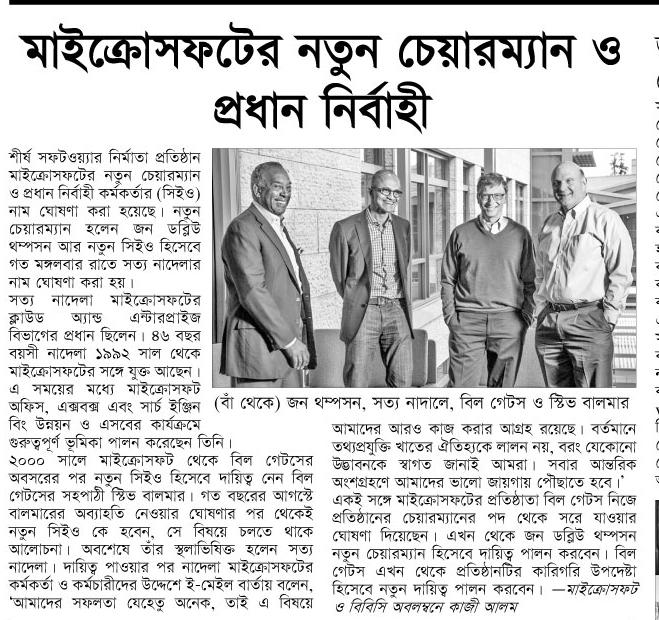 মাইক্রোসফটের নতুন চেয়ারম্যান ও
প্রধান নির্বাহী
শীর্ষ সফটওয়্যার নির্মাতা প্রতিষ্ঠান
মাইক্রোসফটের নতুন চেয়ারম্যান
ও প্রধান নির্বাহী কর্মকর্তার (সিইও)
নাম ঘোষণা করা হয়েছে। নতুন
চেয়ারম্যান হলেন জন ডব্লিউ
থম্পসন আর নতুন সিইও হিসেবে
গত মঙ্গলবার রাতে সত্য নাদেলার
নাম ঘোষণা করা হয়।
সত্য নাদেলা মাইক্রোসফটের
ক্লাউড অ্যান্ড এন্টারপ্রাইজ
বিভাগের প্রধান ছিলেন। ৪৬ বছর
বয়সী নাদেলা ১৯৯২ সাল থেকে
মাইক্রোসফটের সঙ্গে যুক্ত আছেন।
এ সময়ের মধ্যে মাইক্রোসফট
অফিস, এক্সবক্স এবং সার্চ ইঞ্জিন
বিং উন্নয়ন ও এসবের কার্যক্রমে
গুরুত্বপূর্ণ ভূমিকা পালন করেছেন তিনি।
২০০০ সালে মাইক্রোসফট থেকে বিল গেটসের
অবসরের পর নতুন সিইও হিসেবে দায়িত্ব নেন বিল
গেটসের সহপাঠী স্টিভ বালমার। গত বছরের আগস্টে
বালমারের অব্যাহতি নেওয়ার ঘোষণার পর থেকেই
নতুন সিইও কে হবেন, সে বিষয়ে চলতে থাকে
আলোচনা। অবশেষে তাঁর স্থলাভিষিক্ত হলেন সত্য
নাদেলা। দায়িত্ব পাওয়ার পর নাদেলা মাইক্রোসফটের
কর্মকর্তা ও কর্মচারীদের উদ্দেশে ই-মেইল বার্তায় বলেন,
‘আমাদের সফলতা যেহেতু অনেক, তাই এ বিষয়ে
(বাঁ থেকে) জন থম্পসন, সত্য নাদালে, বিল গেটস ও স্টিভ বালমার
আমাদের আরও কাজ করার আগ্রহ রয়েছে। বর্তমানে
তথ্যপ্রযুক্তি খাতের ঐতিহ্যকে লালন নয়, বরং যেকোনো
উদ্ভাবনকে স্বাগত জানাই আমরা। সবার আন্তরিক
অংশগ্রহণে আমাদের ভালো জায়গায় পৌছাতে হবে।’
একই সঙ্গে মাইক্রোসফটের প্রতিষ্ঠাতা বিল গেটস নিজে
প্রতিষ্ঠানের চেয়ারম্যানের পদ থেকে সরে যাওয়ার
ঘোষণা দিয়েছেন। এখন থেকে জন ডব্লিউ থম্পসন
নতুন চেয়ারম্যান হিসেবে দায়িত্ব পালন করবেন। বিল
গেটস এখন থেকে প্রতিষ্ঠানটির কারিগরি উপদেষ্টা
হিসেবে নতুন দায়িত্ব পালন করবেন। —মাইক্রোসফট
ও বিবিসি অবলম্বনে কাজী আলম